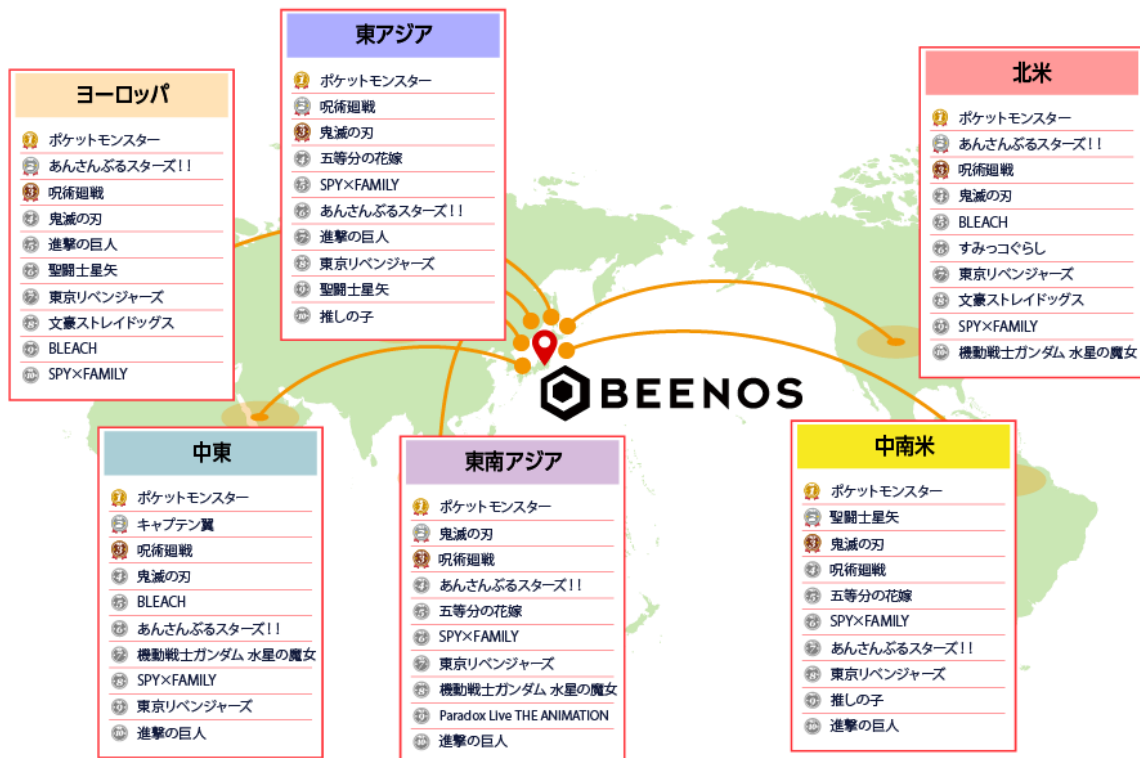 ヨーロッパ
ポケットモンスター
あんさんぶるスターズ!!
呪術廻戦
鬼滅の刃
進撃の巨人
聖闘士星矢
東京リベンジャーズ
文豪ストレイドッグス
BLEACH
SPY×FAMILY
東アジア
ポケットモンスター
呪術廻戦
鬼滅の刃
五等分の花嫁
SPY×FAMILY
あんさんぶるスターズ!!
進撃の巨人
東京リベンジャーズ
聖闘士星矢
推しの子
北米
ポケットモンスター
あんさんぶるスターズ!!
呪術廻戦
鬼滅の刃
BLEACH
すみっコぐらし
東京リベンジャーズ
文豪ストレイドッグス
SPY×FAMILY
機動戦士ガンダム 水星の魔女
BEENOS
中東
ポケットモンスター
キャプテン翼
呪術廻戦
鬼滅の刃
BLEACH
あんさんぶるスターズ!!
機動戦士ガンダム 水星の魔女
SPY×FAMILY
東京リベンジャーズ
進撃の巨人
東南アジア
ポケットモンスター
鬼滅の刃
呪術廻戦
あんさんぶるスターズ!!
五等分の花嫁
SPY×FAMILY
東京リベンジャーズ
機動戦士ガンダム 水星の魔女
Paradox Live THE ANIMATION
進撃の巨人
中南米
ポケットモンスター
聖闘士星矢
鬼滅の刃
呪術廻戦
五等分の花嫁
SPY×FAMILY
あんさんぶるスターズ!!
東京リベンジャーズ
推しの子
進撃の巨人